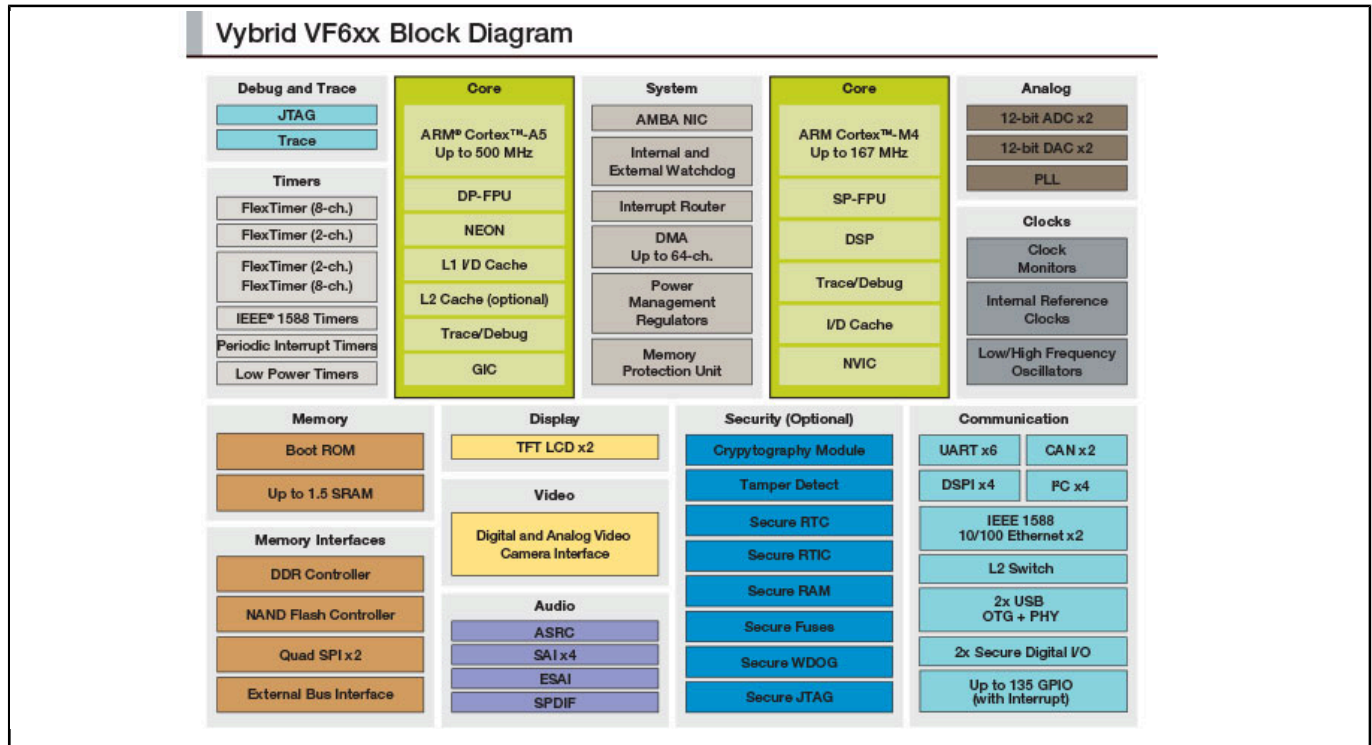 Vybrid VF6xx Block Diagram
Debug and Trace
JTAG
Trace
Timers
FlexTimer (8-ch.)
FlexTimer (2-ch.)
FlexTimer (2-ch.)
FlexTimer (8-ch.)
IEEE® 1588 Timers
Periodic Interrupt Timers
Low Power Timers
Core
ARM® Cortex™-A5
Up to 500 MHz
DP-FPU
NEON
L1 I/D Cache
L2 Cache (optional)
Trace/Debug
GIC
System
AMBA NIC
Internal and
External Watchdog
Interrupt Router
DMA
Up to 64-ch.
Power
Management
Regulators
Memory
Protection Unit
Core
ARM Cortex™-M4
Up to 167 MHz
SP-FPU
DSP
Trace/Debug
I/D Cache
NVIC
Analog
12-bit ADC x2
12-bit DAC x2
PLL
Clocks
Clock
Monitors
Internal Reference
Clocks
Low/High Frequency
Oscillators
Memory
Boot ROM
Up to 1.5 SRAM
Memory Interfaces
DDR Controller
NAND Flash Controller
Quad SPI x2
External Bus Interface
Display
TFT LCD x2
Video
Digital and Analog Video
Camera Interface
Audio
ASRC
SAI x4
ESAI
SPDIF
Security (Optional)
Crypytography Module
Tamper Detect
Secure RTC
Secure RTIC
Secure RAM
Secure Fuses
Secure WDOG
Secure JTAG
Communication
UART x6
CAN x2
DSPI x4
I²C x4
IEEE 1588
10/100 Ethernet x2
L2 Switch
2x USB
OTG + PHY
2x Secure Digital I/O
Up to 135 GPIO
(with Interrupt)